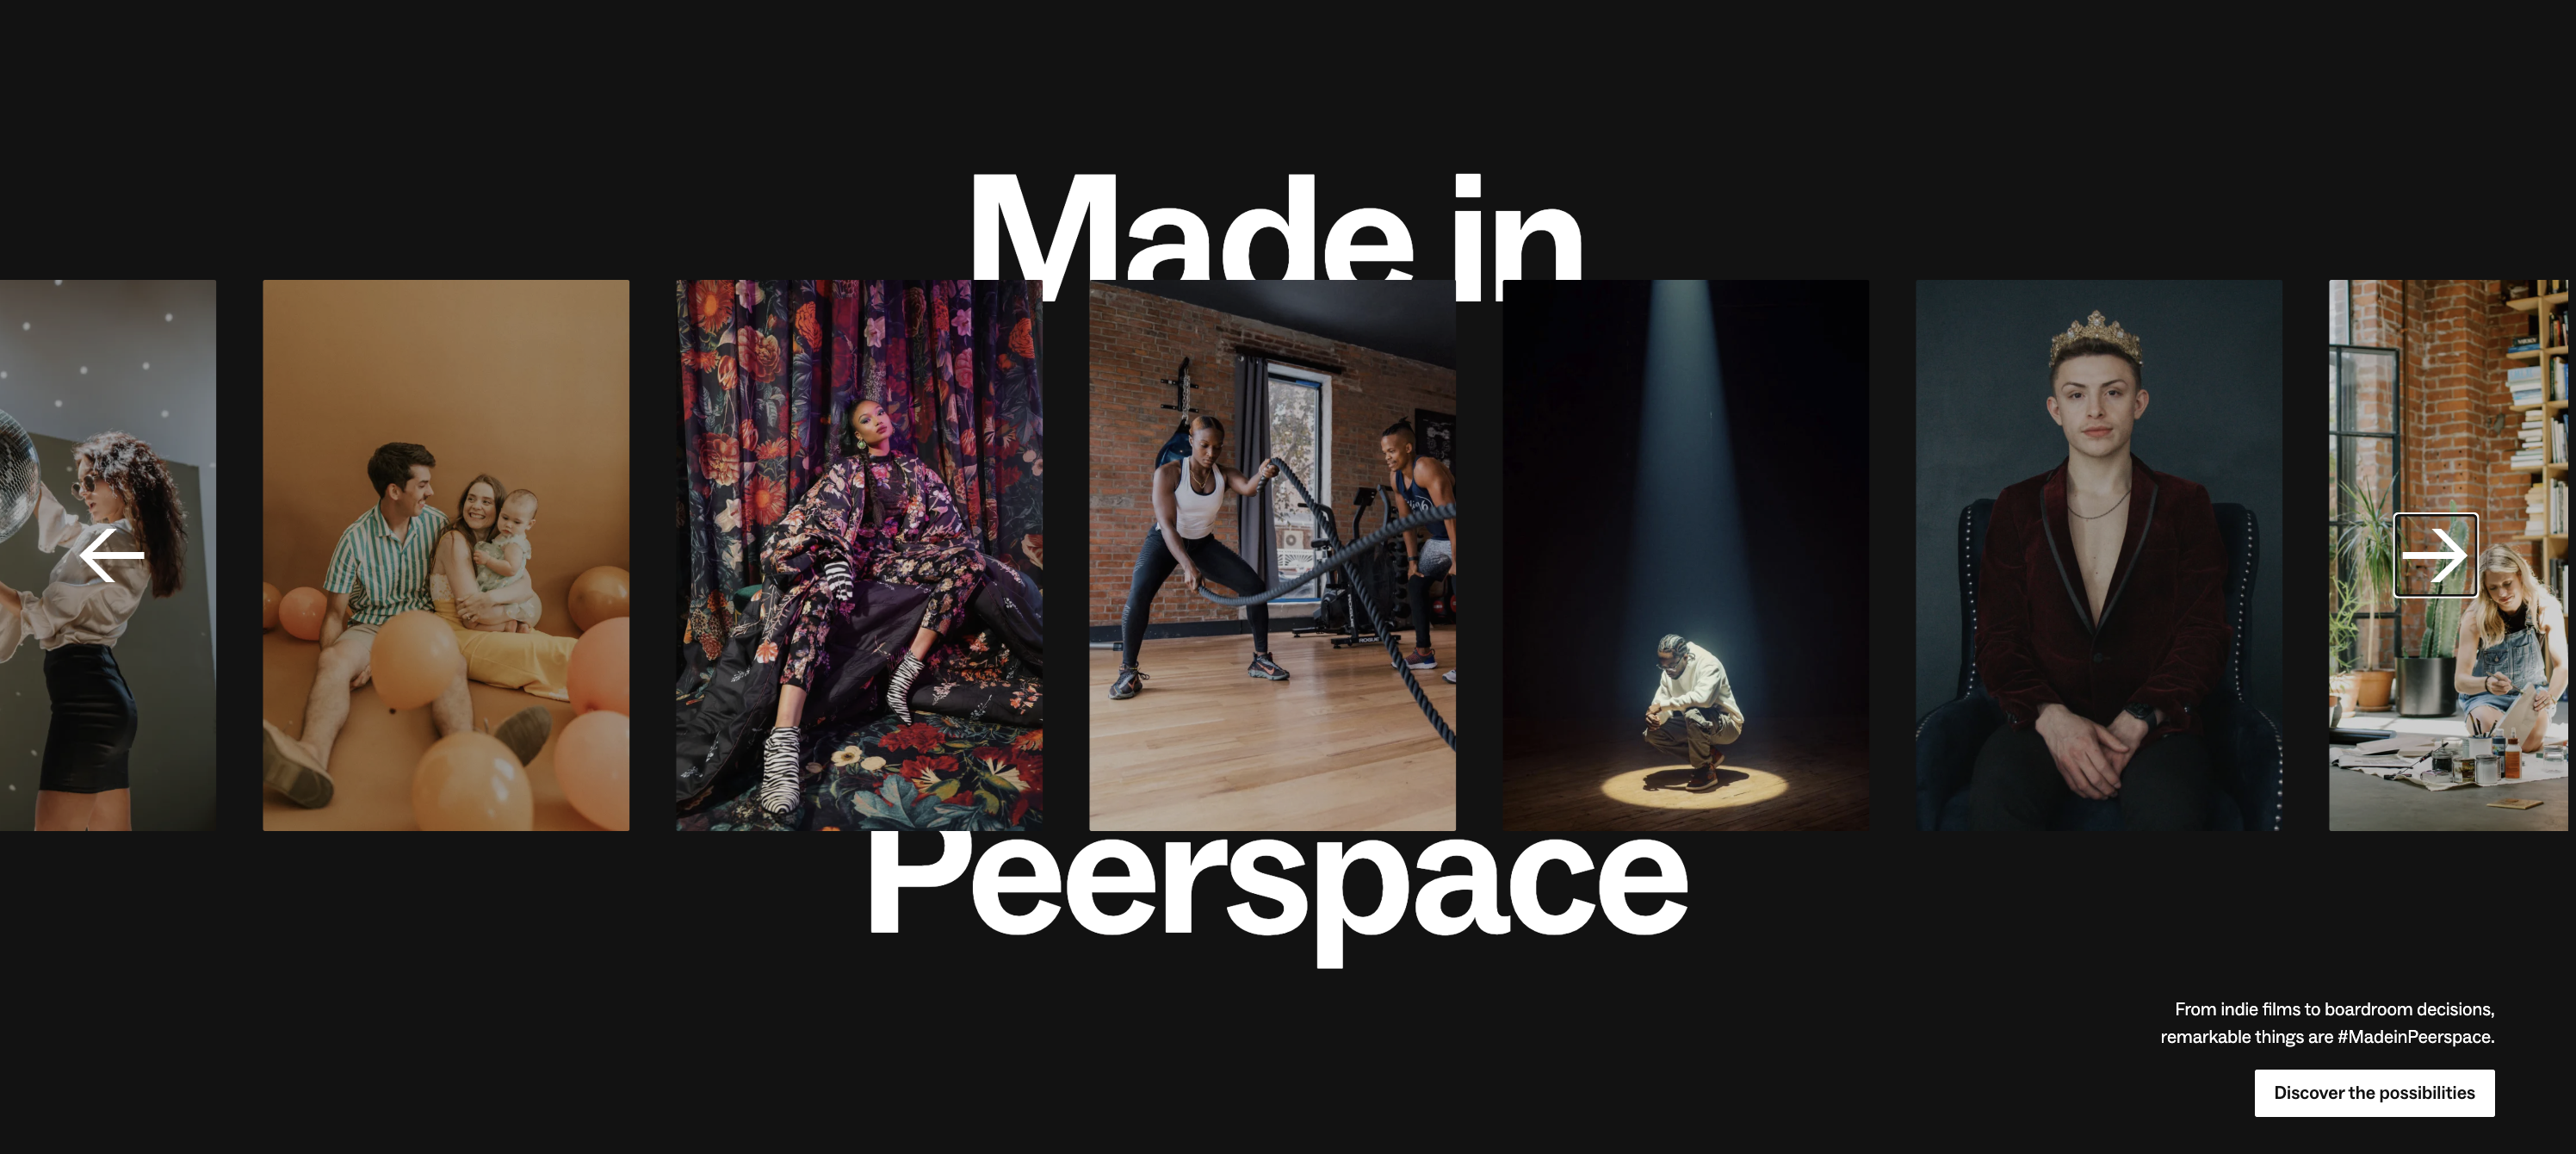 Made in
Peerspace
From indie films to boardroom decisions,
remarkable things are #MadeinPeerspace.
Discover the possibilities